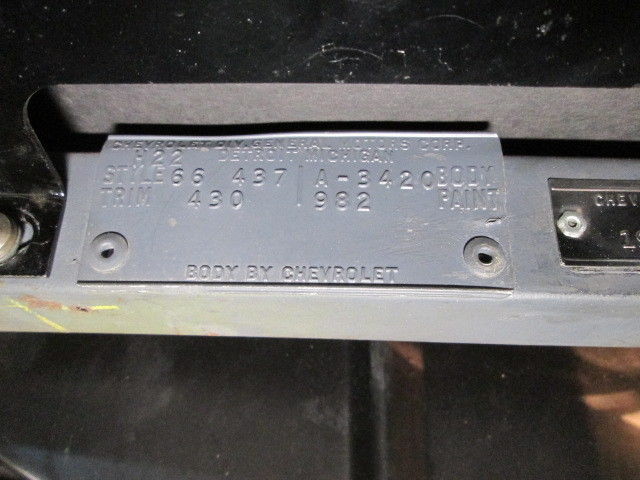 CHEVROLET DIV. GENERAL MOTORS CORP.
DETROIT, MICHIGAN
STYLE 66 437 A-3420 BODY
TRIM 430 982 PAINT
BODY BY CHEVROLET
CHEV